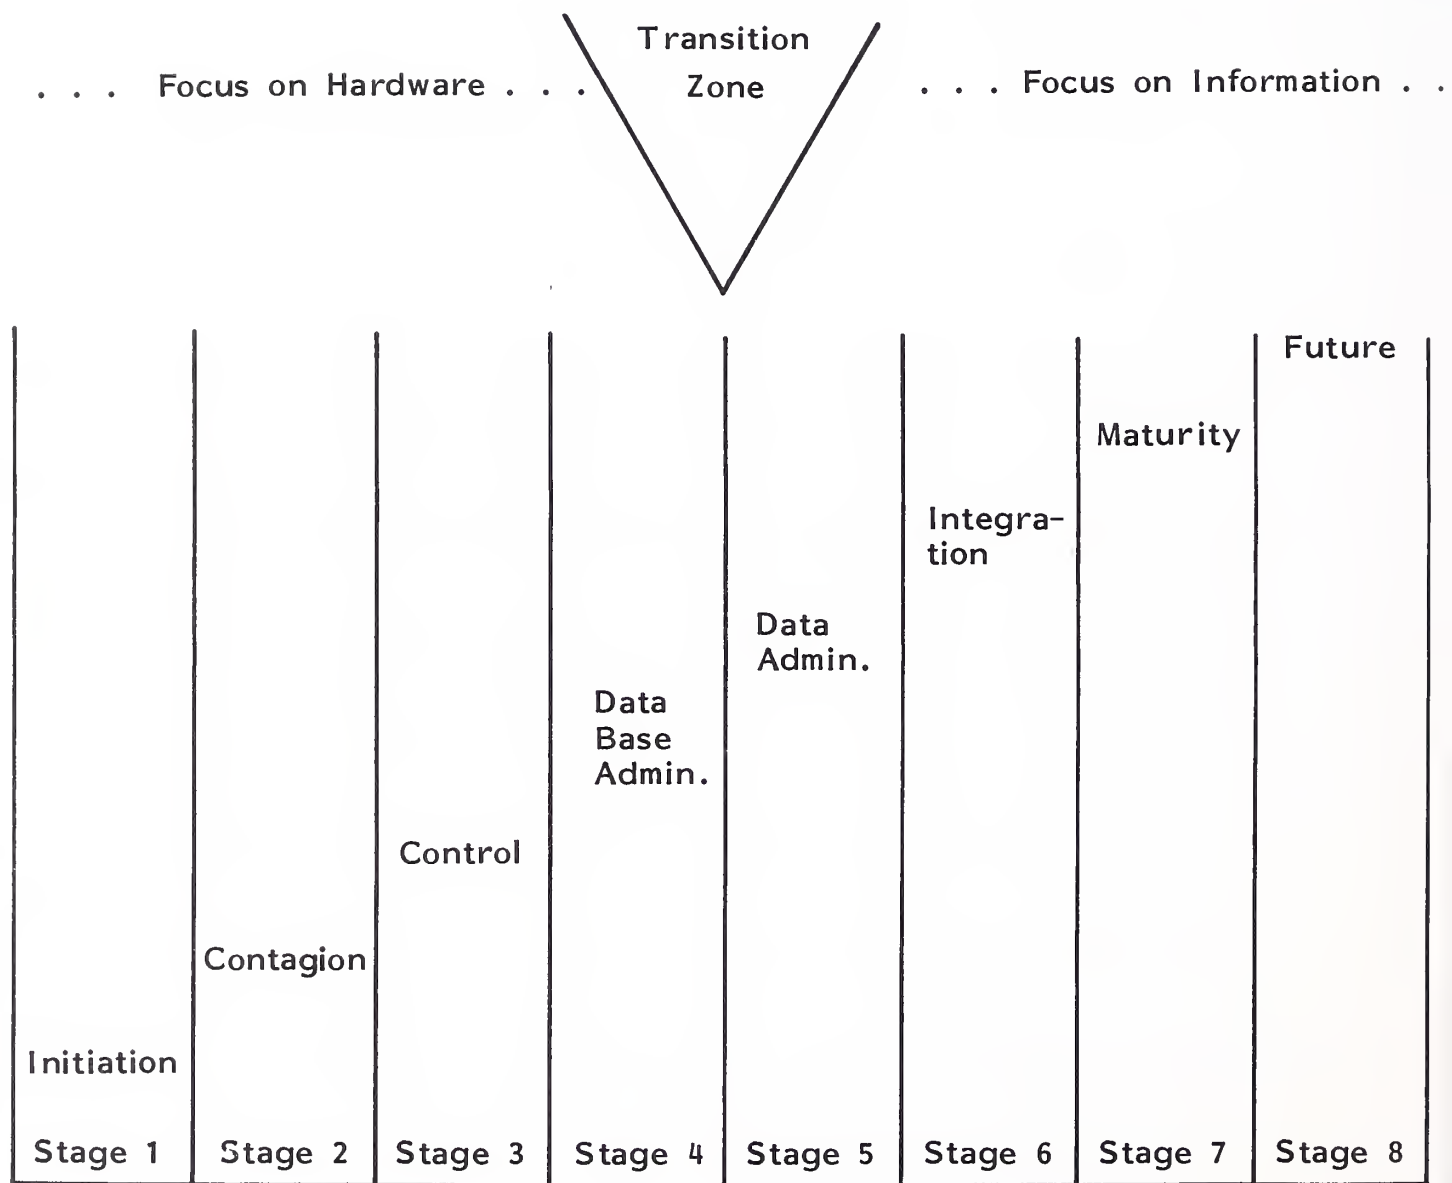 Transition
Zone
. . . Focus on Hardware . . .
. . . Focus on Information . .
Future
Maturity
Integra-
tion
Data
Admin.
Data
Base
Admin.
Control
Contagion
Initiation
Stage 1
Stage 2
Stage 3
Stage 4
Stage 5
Stage 6
Stage 7
Stage 8